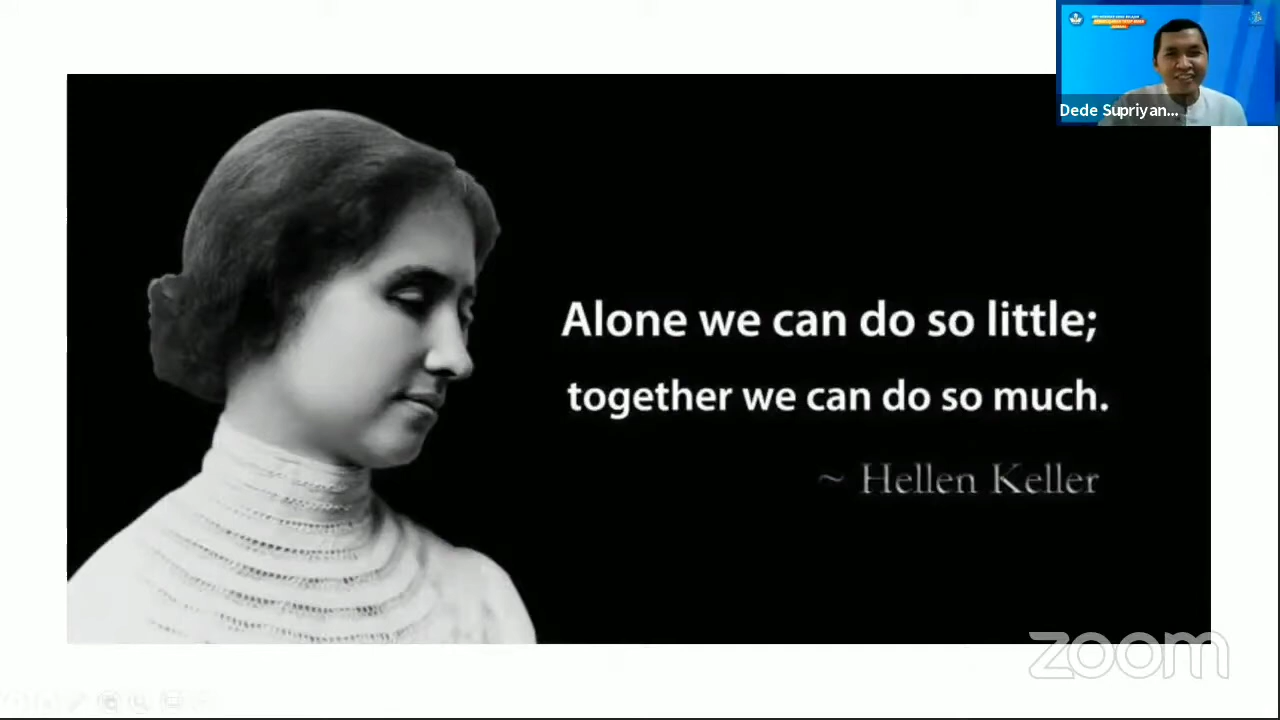 Dede Supriyan...
Alone we can do so little;
together we can do so much.
~ Hellen Keller
zoom